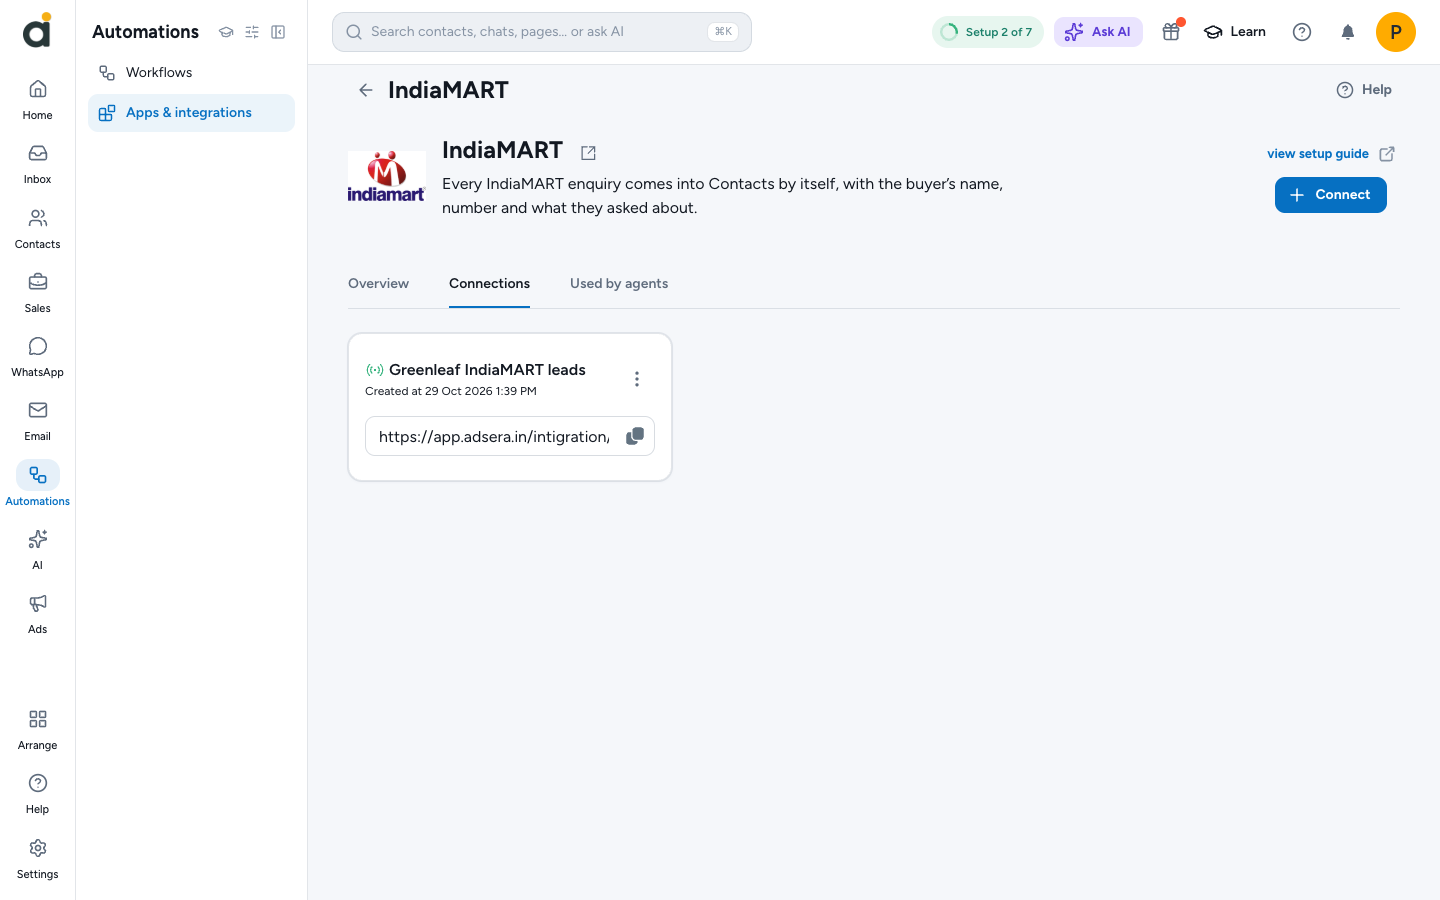 Automations
Search contacts, chats, pages... or ask AI
⌘K
Setup 2 of 7
Ask AI
Learn
P
Home
Inbox
Contacts
Sales
WhatsApp
Email
Automations
AI
Ads
Arrange
Help
Settings
Workflows
Apps & integrations
IndiaMART
Help
indiamart
IndiaMART
Every IndiaMART enquiry comes into Contacts by itself, with the buyer's name,
number and what they asked about.
view setup guide
Connect
Overview
Connections
Used by agents
Greenleaf IndiaMART leads
Created at 29 Oct 2026 1:39 PM
https://app.adsera.in/intigration/